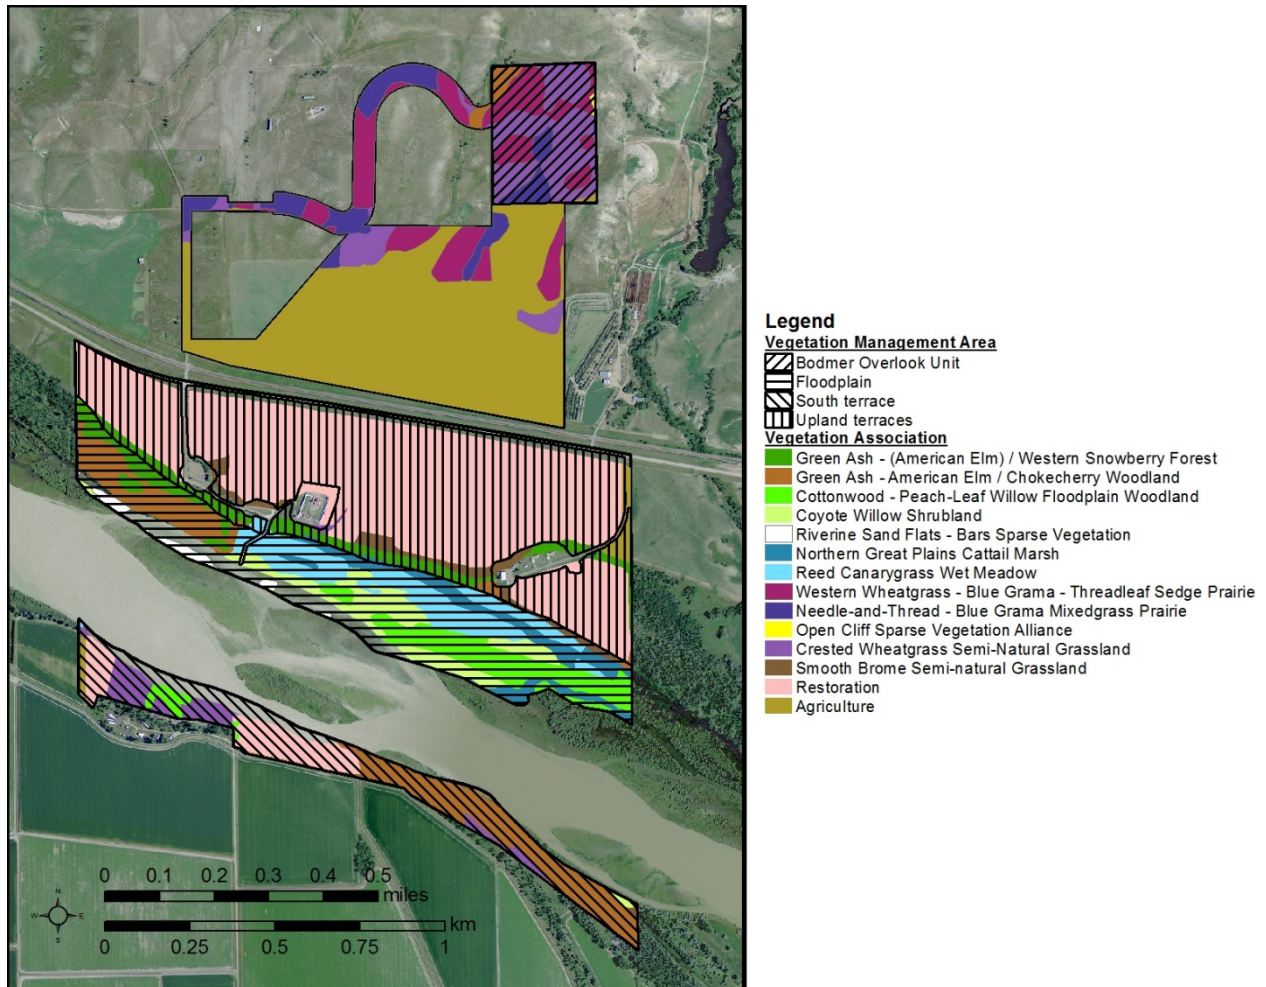 Legend
Vegetation Management Area
Bodmer Overlook Unit
Floodplain
South terrace
Upland terraces
Vegetation Association
Green Ash - (American Elm) / Western Snowberry Forest
Green Ash - American Elm / Chokecherry Woodland
Cottonwood - Peach-Leaf Willow Floodplain Woodland
Coyote Willow Shrubland
Riverine Sand Flats - Bars Sparse Vegetation
Northern Great Plains Cattail Marsh
Reed Canarygrass Wet Meadow
Western Wheatgrass - Blue Grama - Threadleaf Sedge Prairie
Needle-and-Thread - Blue Grama Mixedgrass Prairie
Open Cliff Sparse Vegetation Alliance
Crested Wheatgrass Semi-Natural Grassland
Smooth Brome Semi-natural Grassland
Restoration
Agriculture
0 0.1 0.2 0.3 0.4 0.5
miles
N
W E
S
km
0 0.25 0.5 0.75 1